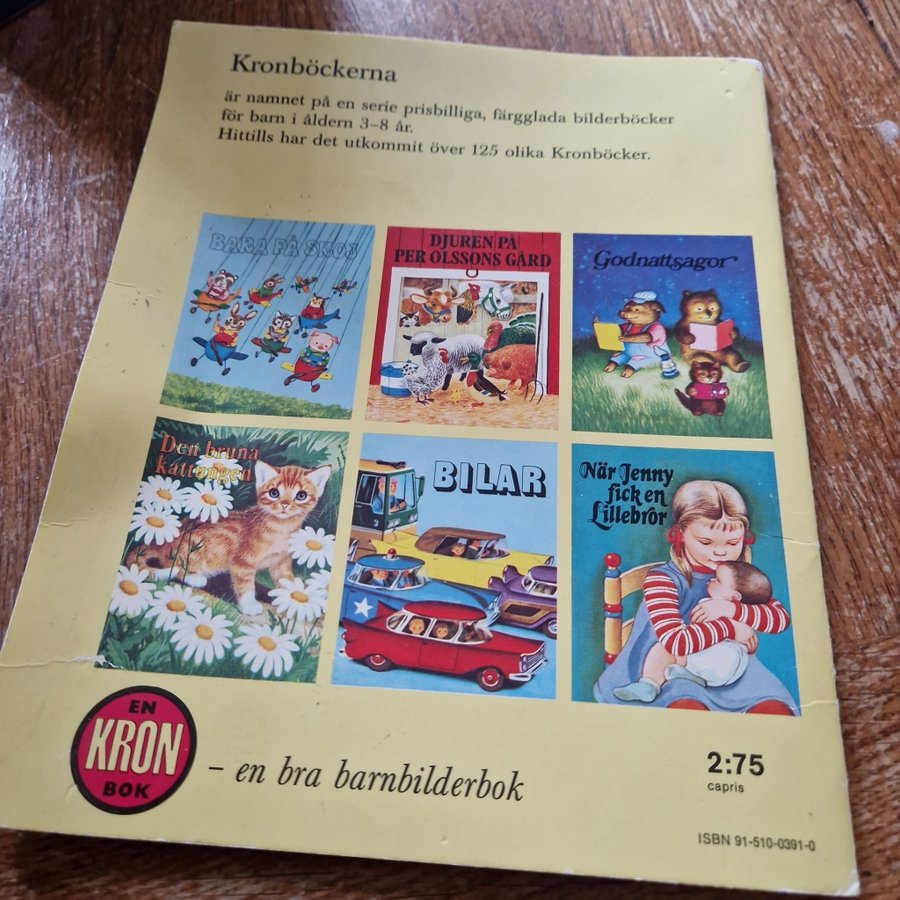 Kronböckerna
är namnet på en serie prisbilliga, färgglada bilderböcker
för barn i åldern 3–8 år.
Hittills har det utkommit över 125 olika Kronböcker.
BARA PÅ SKOJ
DJUREN PÅ
PER OLSSONS GÅRD
Godnattsagor
Den bruna
kattungen
BILAR
När Jenny
fick en
Lillebror
EN
KRON
BOK
– en bra barnbilderbok
2:75
capris
ISBN 91-510-0391-0